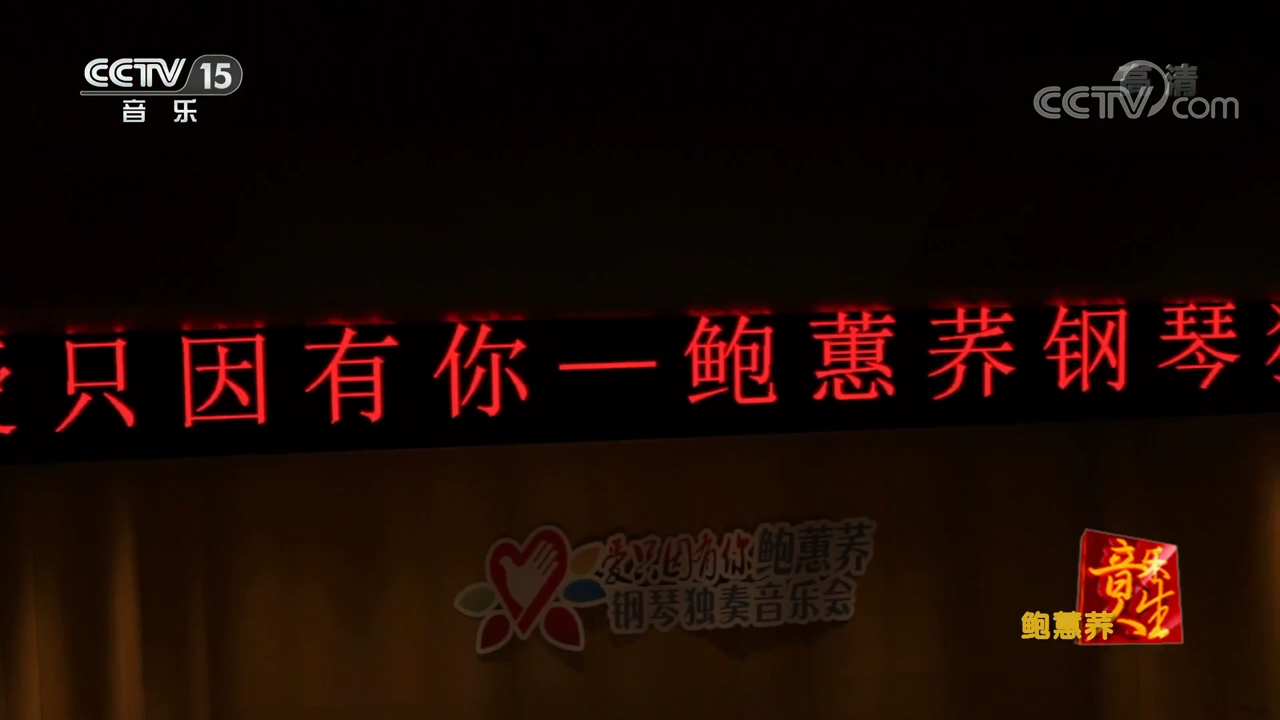 CCTV 15
音 乐
高清
CCTV.com
爱只因有你一鲍蕙荞钢琴独
爱只因有你鲍蕙荞
钢琴独奏音乐会
音乐人生
鲍蕙荞